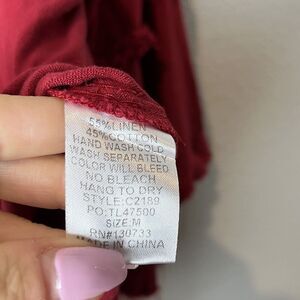 55% LINEN
45% COTTON
HAND WASH COLD
WASH SEPARATELY
COLOR WILL BLEED
NO BLEACH
HANG TO DRY
STYLE:C2189
PO:TL47500
SIZE:M
RN#130733
MADE IN CHINA